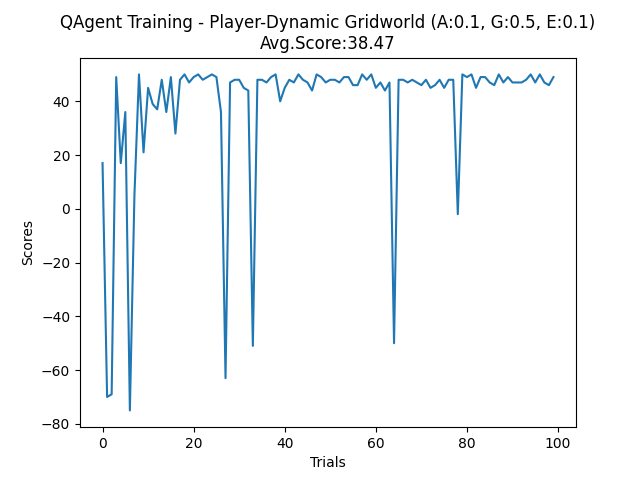 QAgent Training - Player-Dynamic Gridworld (A:0.1, G:0.5, E:0.1)
Avg.Score:38.47
40
20
0
−20
−40
−60
−80
Scores
0 20 40 60 80 100
Trials